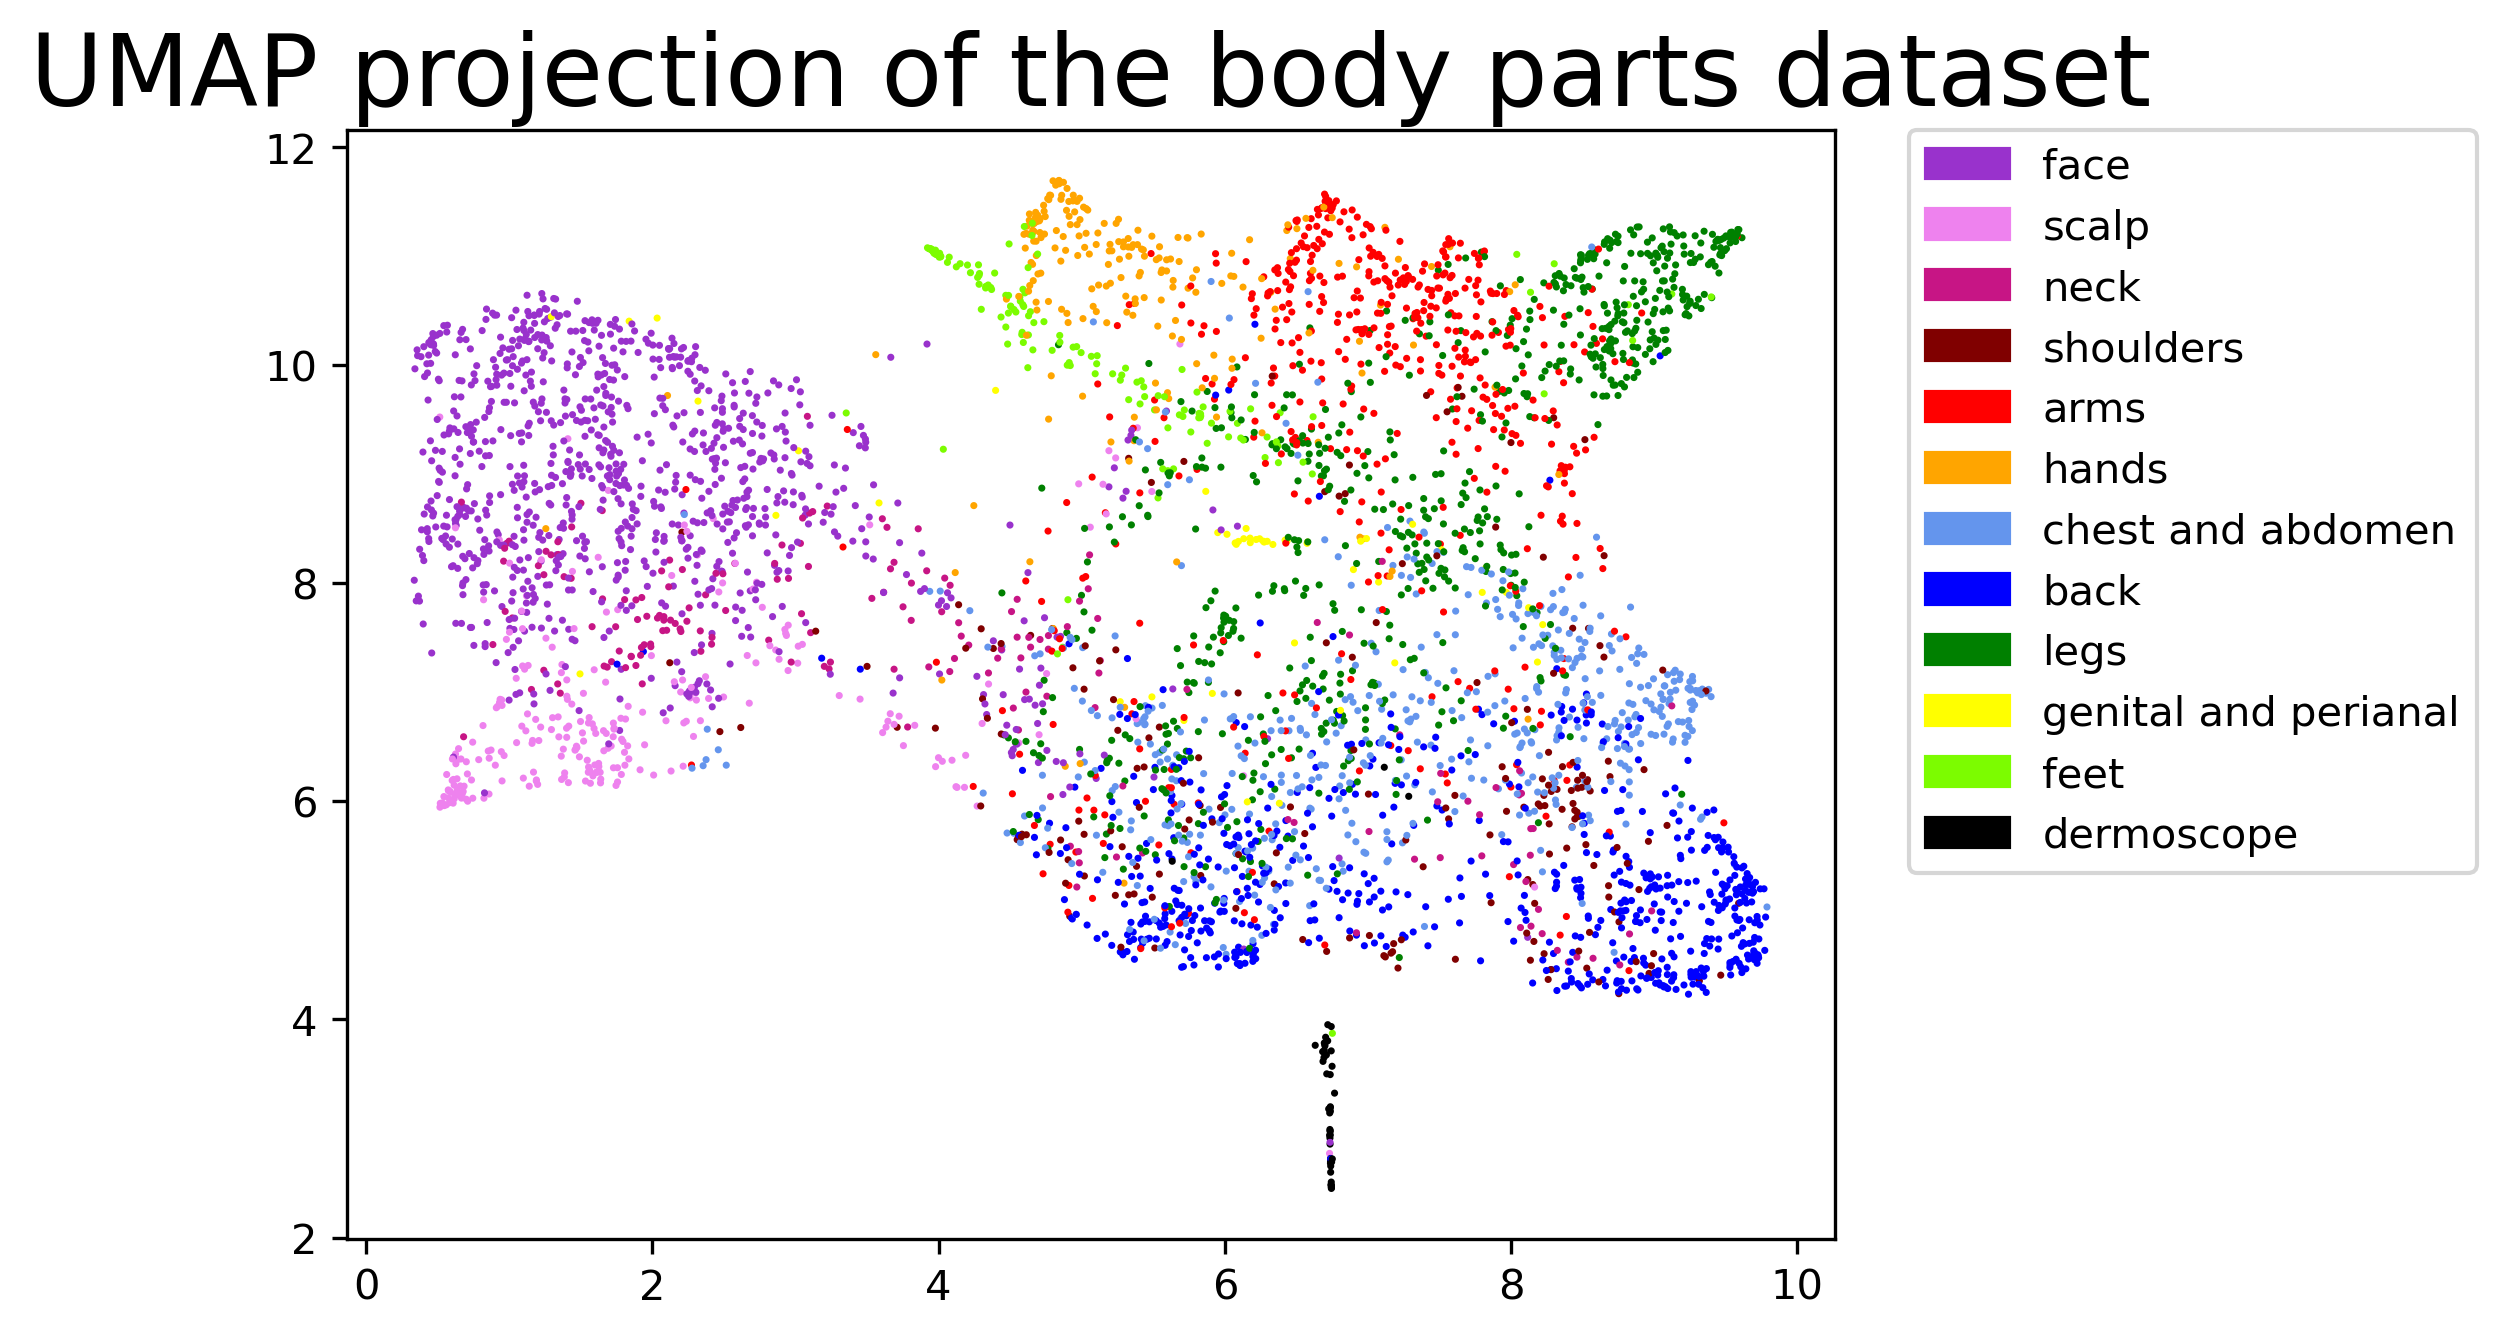 UMAP projection of the body parts dataset
12
10
8
6
4
2
0 2 4 6 8 10
face
scalp
neck
shoulders
arms
hands
chest and abdomen
back
legs
genital and perianal
feet
dermoscope